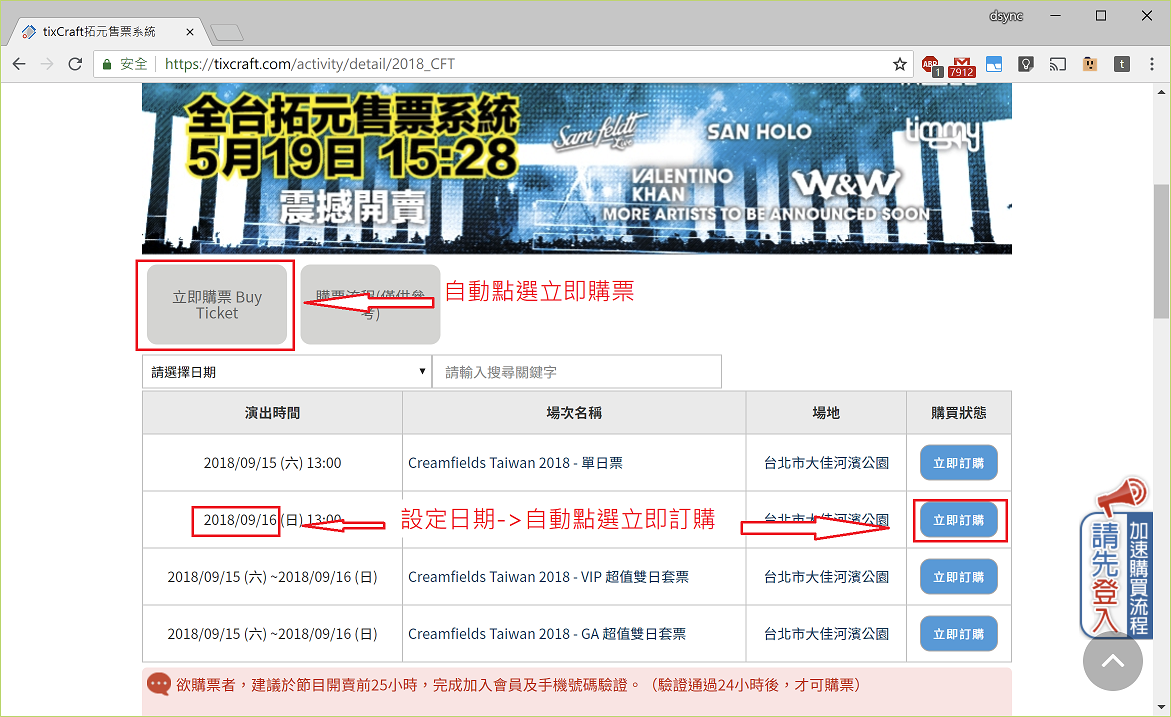 dsync
tixCraft拓元售票系統
安全
https://tixcraft.com/activity/detail/2018_CFT
ABP
1
7912
t
全台拓元售票系統
5月19日 15:28
震撼開賣
Sam feldt
Live
SAN HOLO
timmy
VALENTINO
KHAN
W&W
MORE ARTISTS TO BE ANNOUNCED SOON
立即購票 Buy
Ticket
購票流程(僅供參
考)
自動點選立即購票
請選擇日期
請輸入搜尋關鍵字
演出時間 場次名稱 場地 購買狀態
2018/09/15 (六) 13:00 Creamfields Taiwan 2018 - 單日票 台北市大佳河濱公園 立即訂購
2018/09/16 (日) 13:00 設定日期->自動點選立即訂購 台北市大佳河濱公園 立即訂購
2018/09/15 (六) ~2018/09/16 (日) Creamfields Taiwan 2018 - VIP 超值雙日套票 台北市大佳河濱公園 立即訂購
2018/09/15 (六) ~2018/09/16 (日) Creamfields Taiwan 2018 - GA 超值雙日套票 台北市大佳河濱公園 立即訂購
加速購買流程
請先登入
欲購票者，建議於節目開賣前25小時，完成加入會員及手機號碼驗證。（驗證通過24小時後，才可購票）